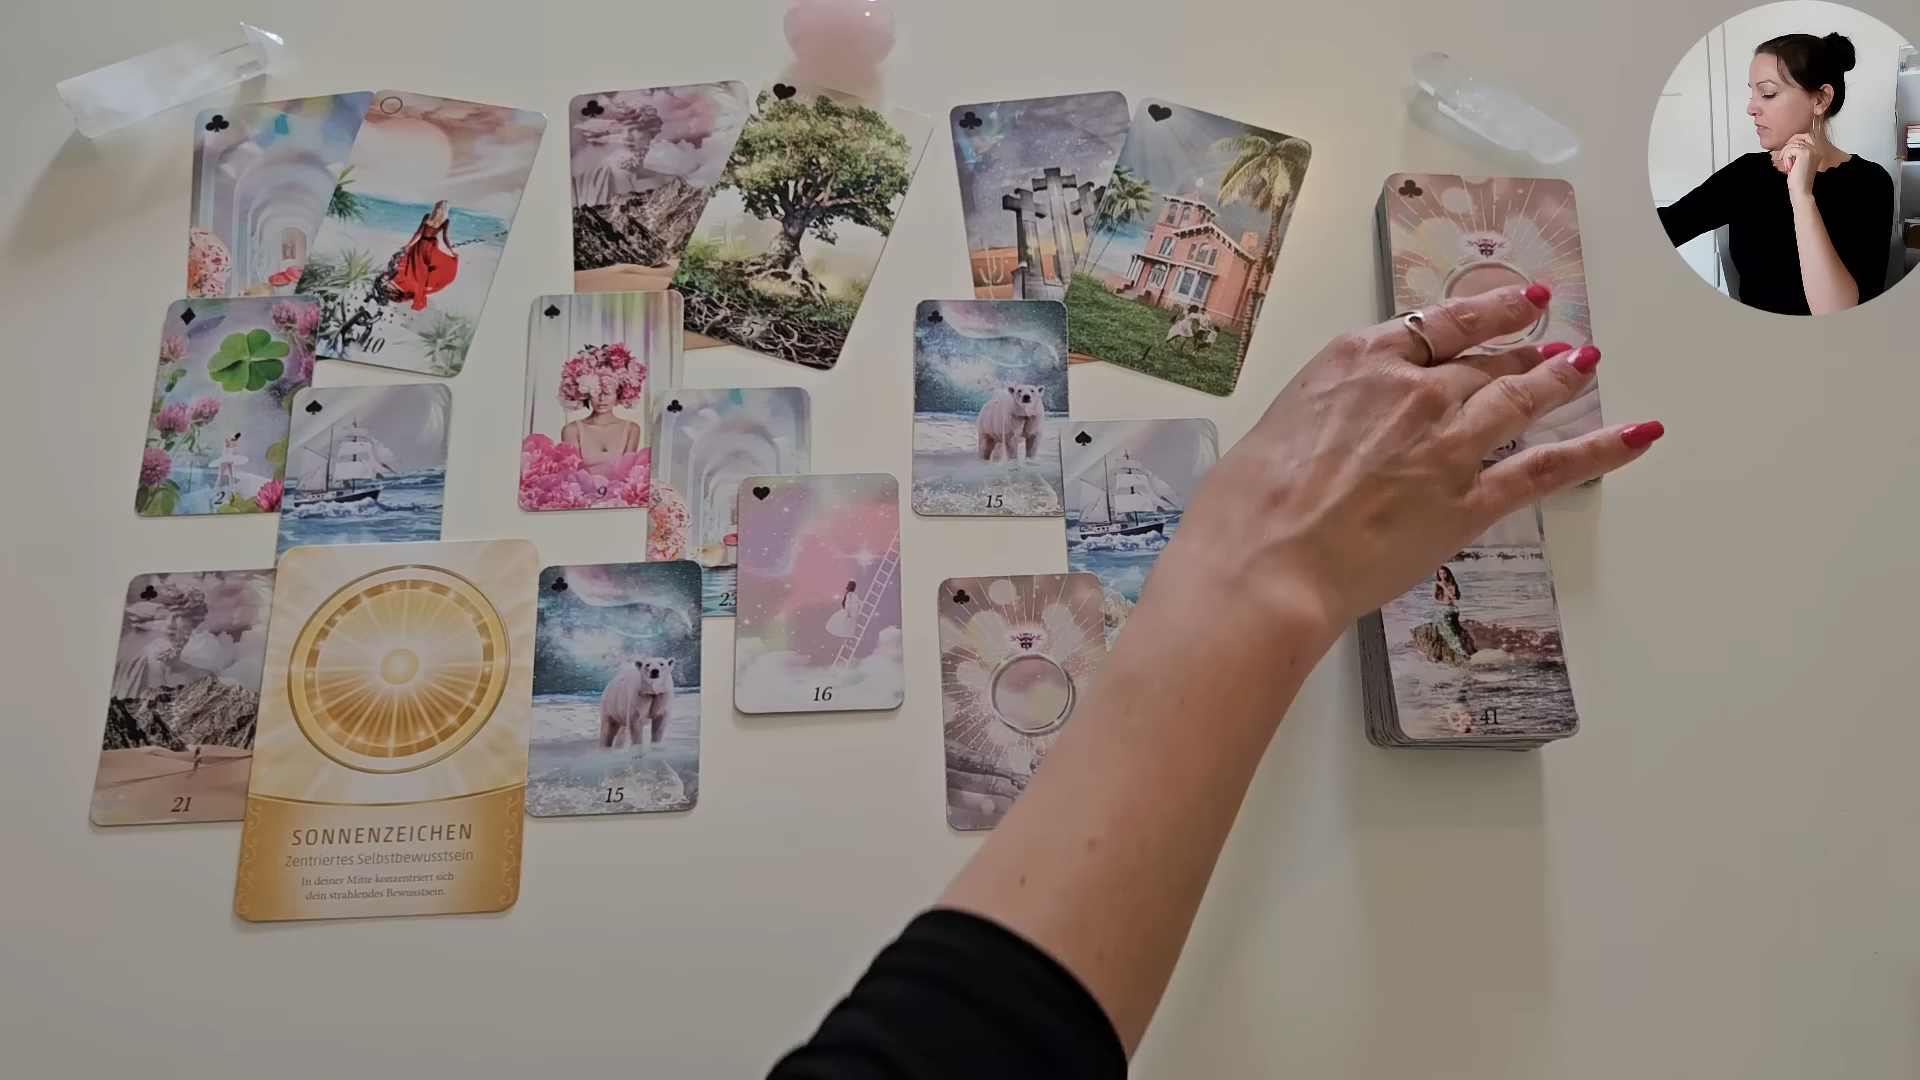 40
5
2
9
15
23
16
15
21
41
SONNENZEICHEN
Zentriertes Selbstbewusstsein
In deiner Mitte konzentriert sich
dein strahlendes Bewusstsein.